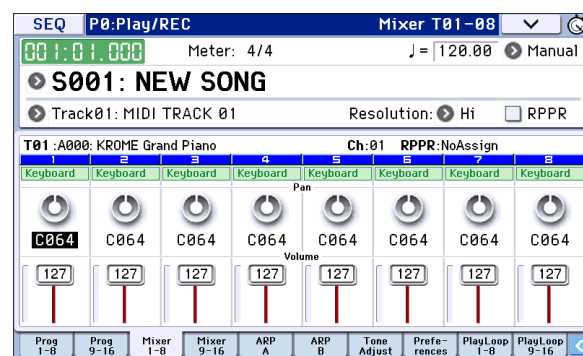 SEQ P0:Play/REC Mixer T01-08
001:01.000 Meter: 4/4 ♩= 120.00 Manual
S001: NEW SONG
Track01: MIDI TRACK 01 Resolution: Hi RPPR
T01 :A000: KROME Grand Piano Ch:01 RPPR:NoAssign
1 2 3 4 5 6 7 8
Keyboard Keyboard Keyboard Keyboard Keyboard Keyboard Keyboard Keyboard
Pan
C064 C064 C064 C064 C064 C064 C064 C064
Volume
127 127 127 127 127 127 127 127
Prog 1-8 Prog 9-16 Mixer 1-8 Mixer 9-16 ARP A ARP B Tone Adjust Prefe-rences PlayLoop 1-8 PlayLoop 9-16